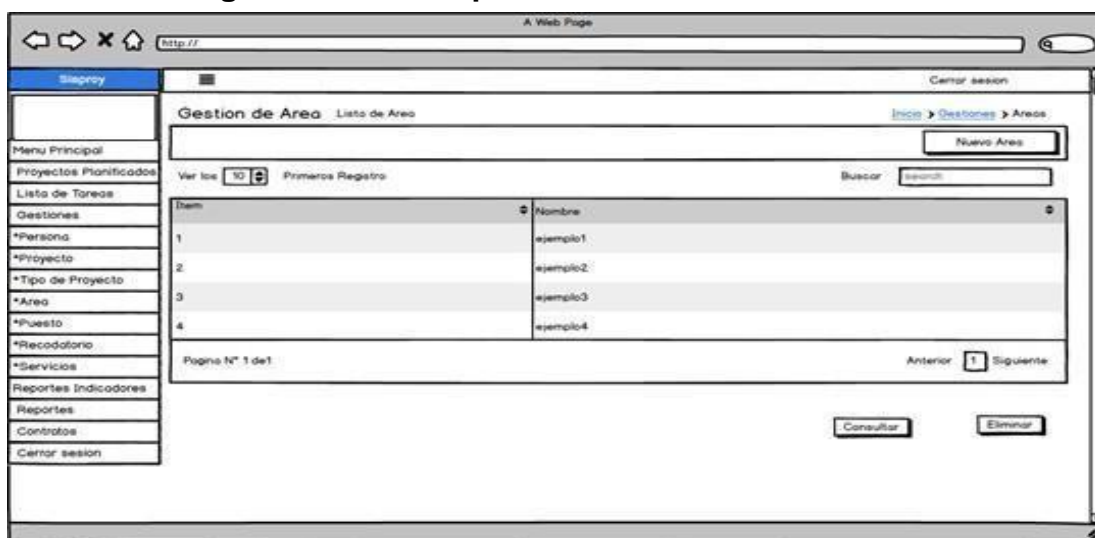 A Web Page
http://
Siaproy
Cerrar sesion
Gestion de Area Lista de Area
Inicio > Gestiones > Areas
Nuevo Area
Menu Principal
Proyectos Planificados
Lista de Tareas
Gestiones
*Persona
*Proyecto
*Tipo de Proyecto
*Area
*Puesto
*Recodatorio
*Servicios
Reportes Indicadores
Reportes
Contratos
Cerrar sesion
Ver los 10 Primeros Registro
Buscar search
Item Nombre
1 ejemplo1
2 ejemplo2
3 ejemplo3
4 ejemplo4
Pagina N° 1 de1
Anterior 1 Siguiente
Consultar Eliminar